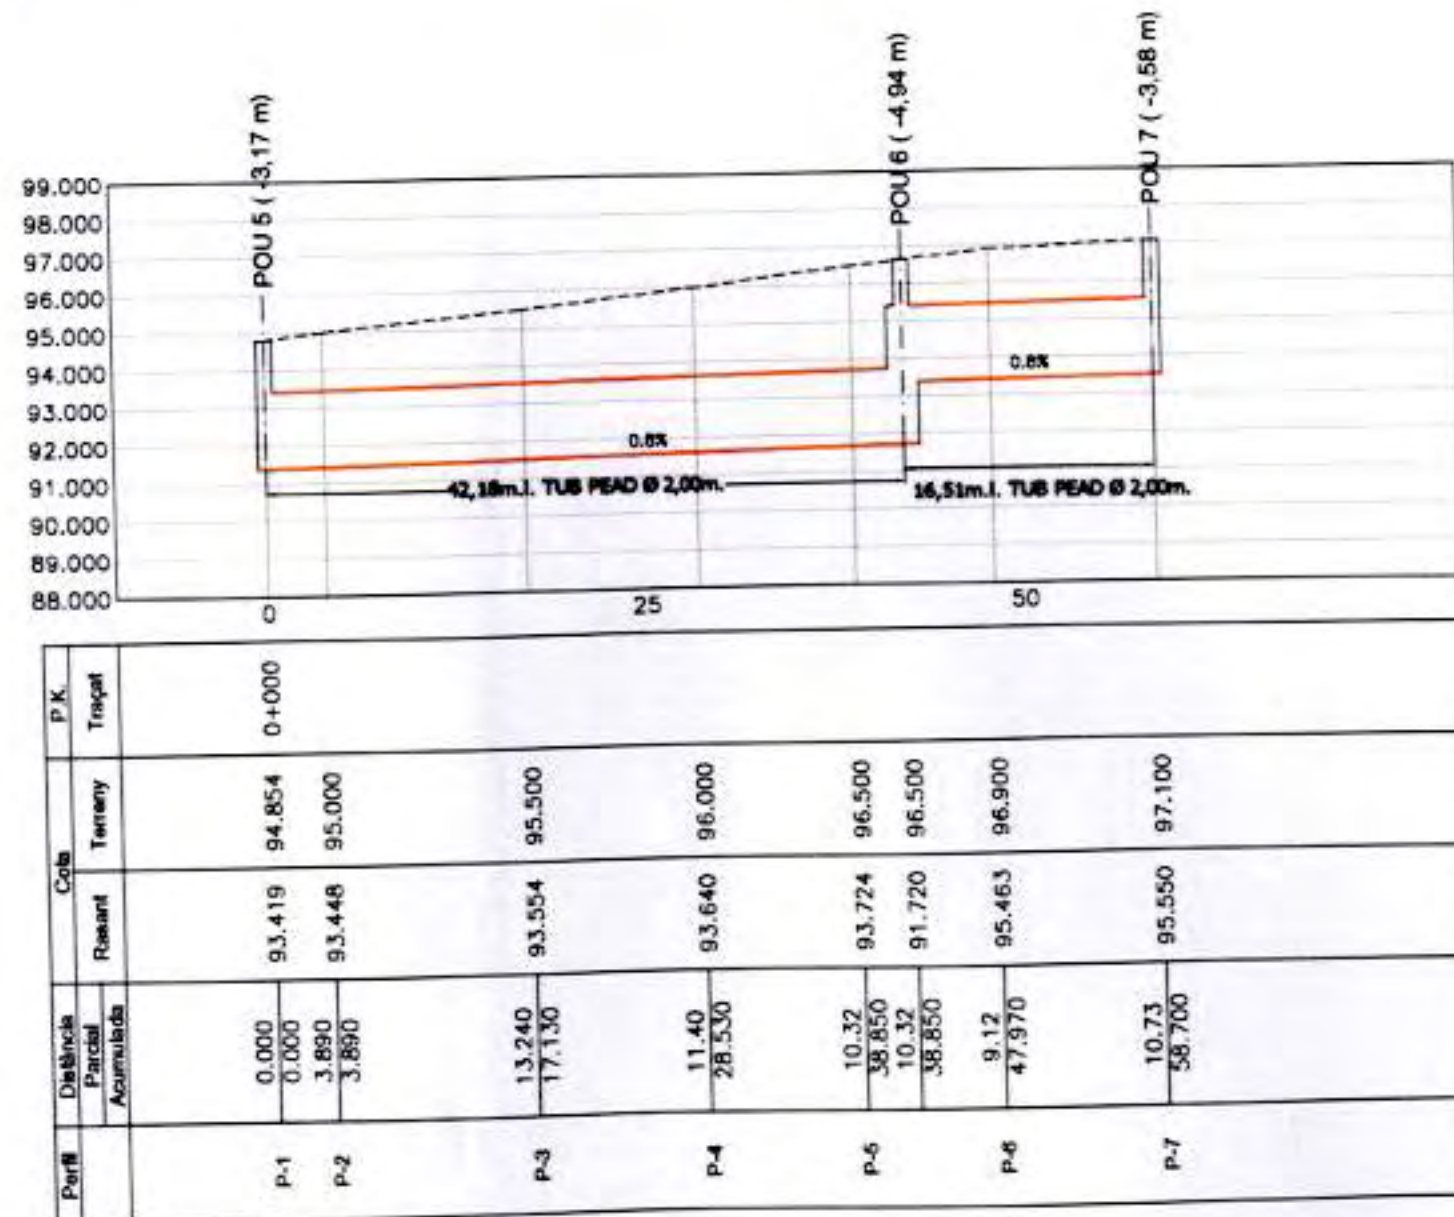 POU 5 ( -3,17 m)
POU 6 ( -4,94 m)
POU 7 ( -3,58 m)
99.000
98.000
97.000
96.000
95.000
94.000
93.000
92.000
91.000
90.000
89.000
88.000
0.8%
0.8%
42,18m.l. TUB PEAD Ø 2,00m.
16,51m.l. TUB PEAD Ø 2,00m.
0
25
50
P.K.
Traçat
0+000
Cota
Terreny
94.854
95.000
95.500
96.000
96.500
96.500
96.900
97.100
Rasant
93.419
93.448
93.554
93.640
93.724
91.720
95.463
95.550
Distància
Parcial
Acumulada
0.000
0.000
3.890
3.890
13.240
17.130
11.40
28.530
10.32
38.850
10.32
38.850
9.12
47.970
10.73
58.700
Perfil
P-1
P-2
P-3
P-4
P-5
P-6
P-7